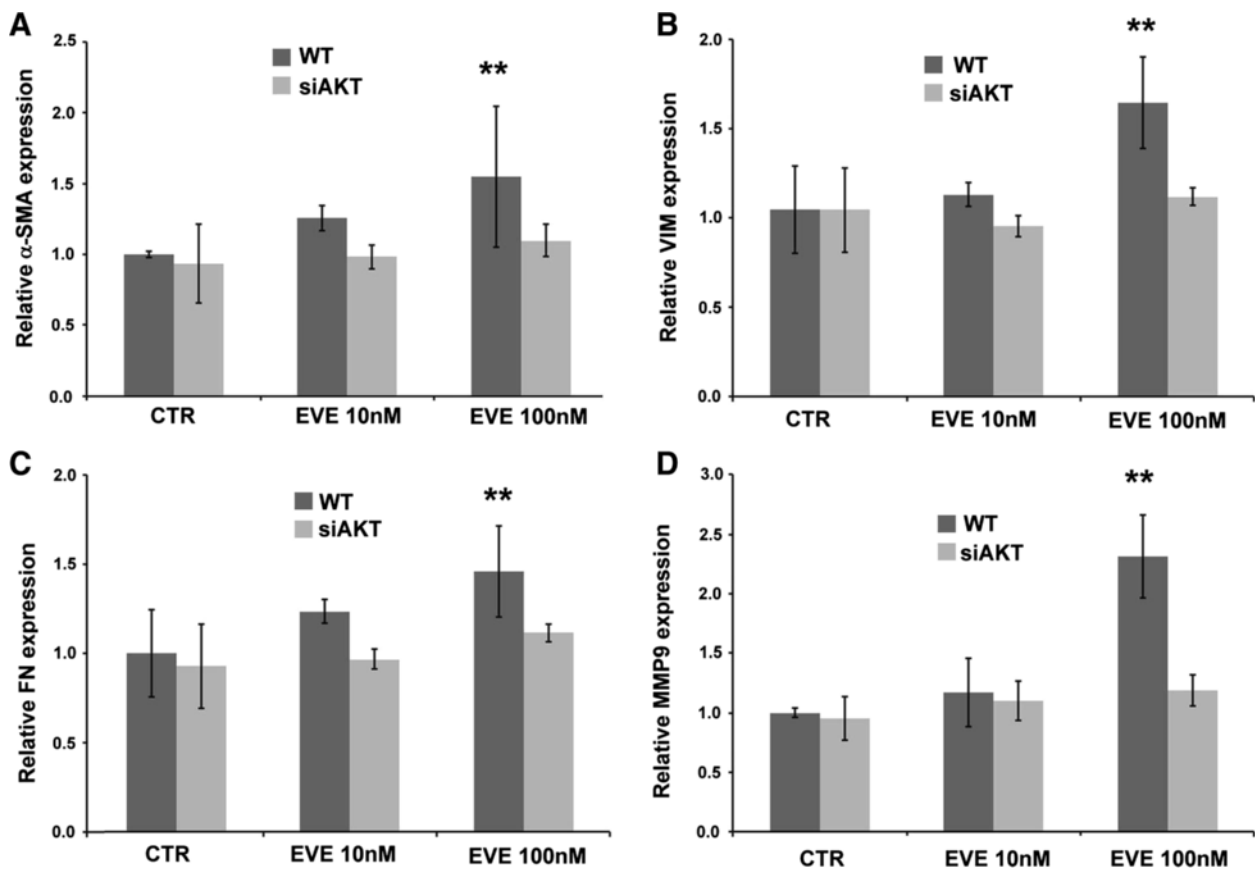 A
Relative α-SMA expression
2.5
2.0
1.5
1.0
0.5
0.0
WT
siAKT
**
CTR EVE 10nM EVE 100nM
B
Relative VIM expression
2.0
1.5
1.0
0.5
0.0
WT
siAKT
**
CTR EVE 10nM EVE 100nM
C
Relative FN expression
2.0
1.5
1.0
0.5
0.0
WT
siAKT
**
CTR EVE 10nM EVE 100nM
D
Relative MMP9 expression
3.0
2.5
2.0
1.5
1.0
0.5
0.0
WT
siAKT
**
CTR EVE 10nM EVE 100nM